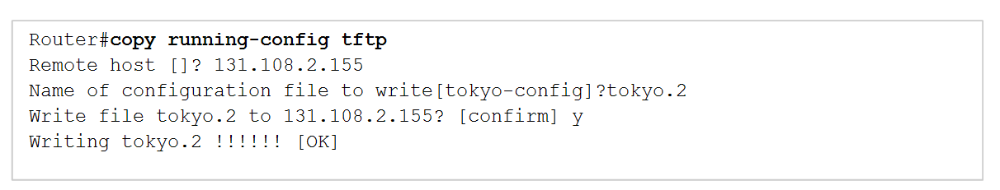 Router#copy running-config tftp
Remote host []? 131.108.2.155
Name of configuration file to write[tokyo-config]?tokyo.2
Write file tokyo.2 to 131.108.2.155? [confirm] y
Writing tokyo.2 !!!!!! [OK]